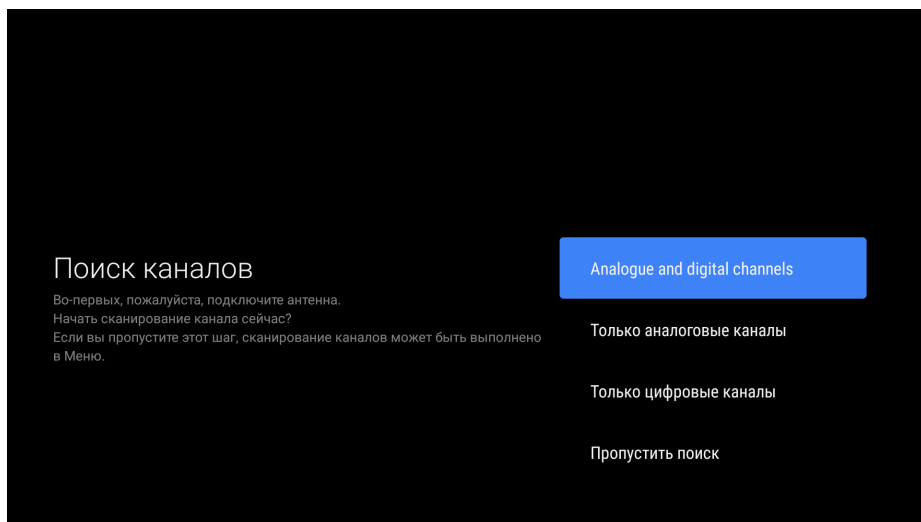 Поиск каналов
Во-первых, пожалуйста, подключите антенна.
Начать сканирование канала сейчас?
Если вы пропустите этот шаг, сканирование каналов может быть выполнено
в Меню.
Analogue and digital channels
Только аналоговые каналы
Только цифровые каналы
Пропустить поиск